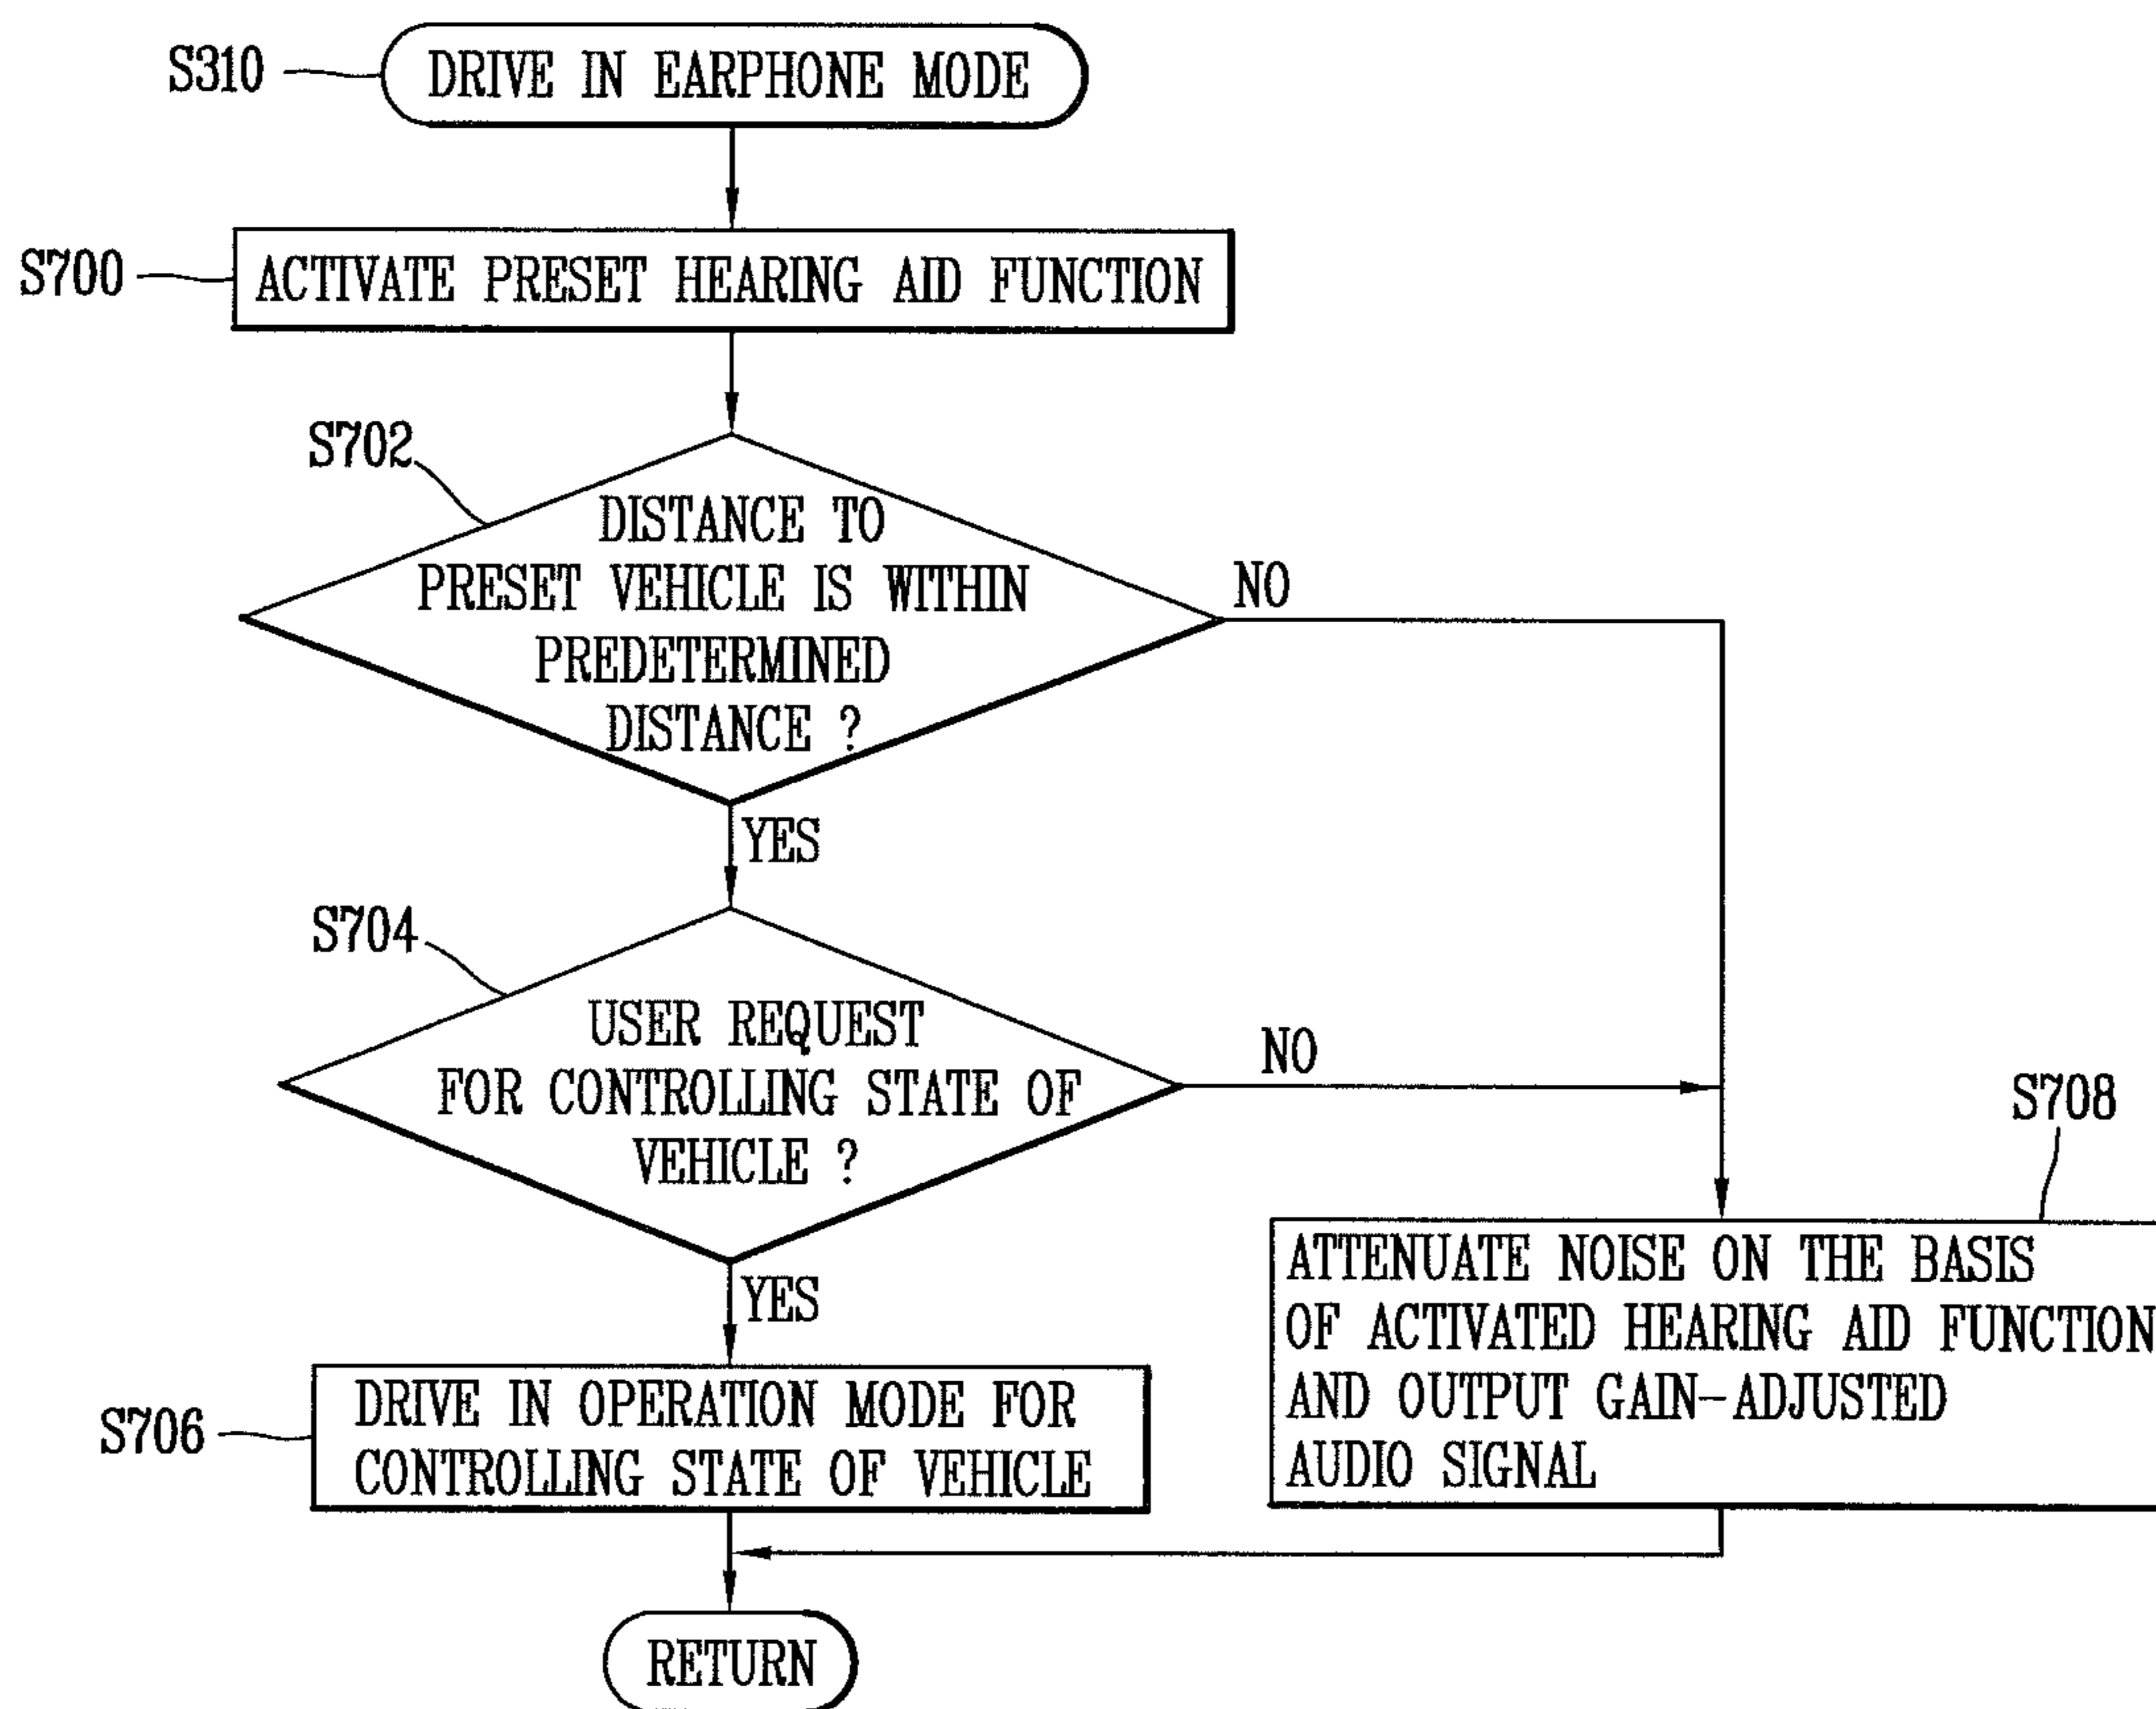 S310
DRIVE IN EARPHONE MODE
S700
ACTIVATE PRESET HEARING AID FUNCTION
S702
DISTANCE TO
PRESET VEHICLE IS WITHIN
PREDETERMINED
DISTANCE ?
NO
YES
S704
USER REQUEST
FOR CONTROLLING STATE OF
VEHICLE ?
NO
YES
S706
DRIVE IN OPERATION MODE FOR
CONTROLLING STATE OF VEHICLE
S708
ATTENUATE NOISE ON THE BASIS
OF ACTIVATED HEARING AID FUNCTION
AND OUTPUT GAIN-ADJUSTED
AUDIO SIGNAL
RETURN